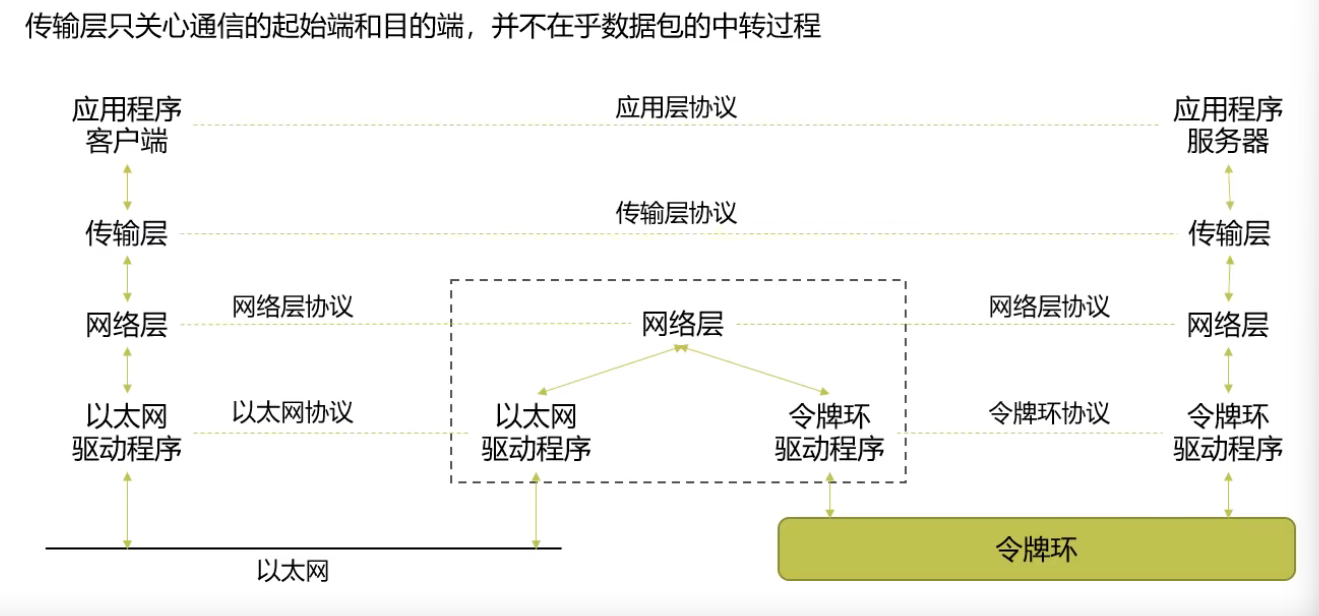 传输层只关心通信的起始端和目的端，并不在乎数据包的中转过程
应用程序
客户端
应用层协议
应用程序
服务器
传输层
传输层协议
传输层
网络层
网络层协议
网络层
网络层协议
网络层
以太网
驱动程序
以太网协议
以太网
驱动程序
令牌环
驱动程序
令牌环协议
令牌环
驱动程序
以太网
令牌环